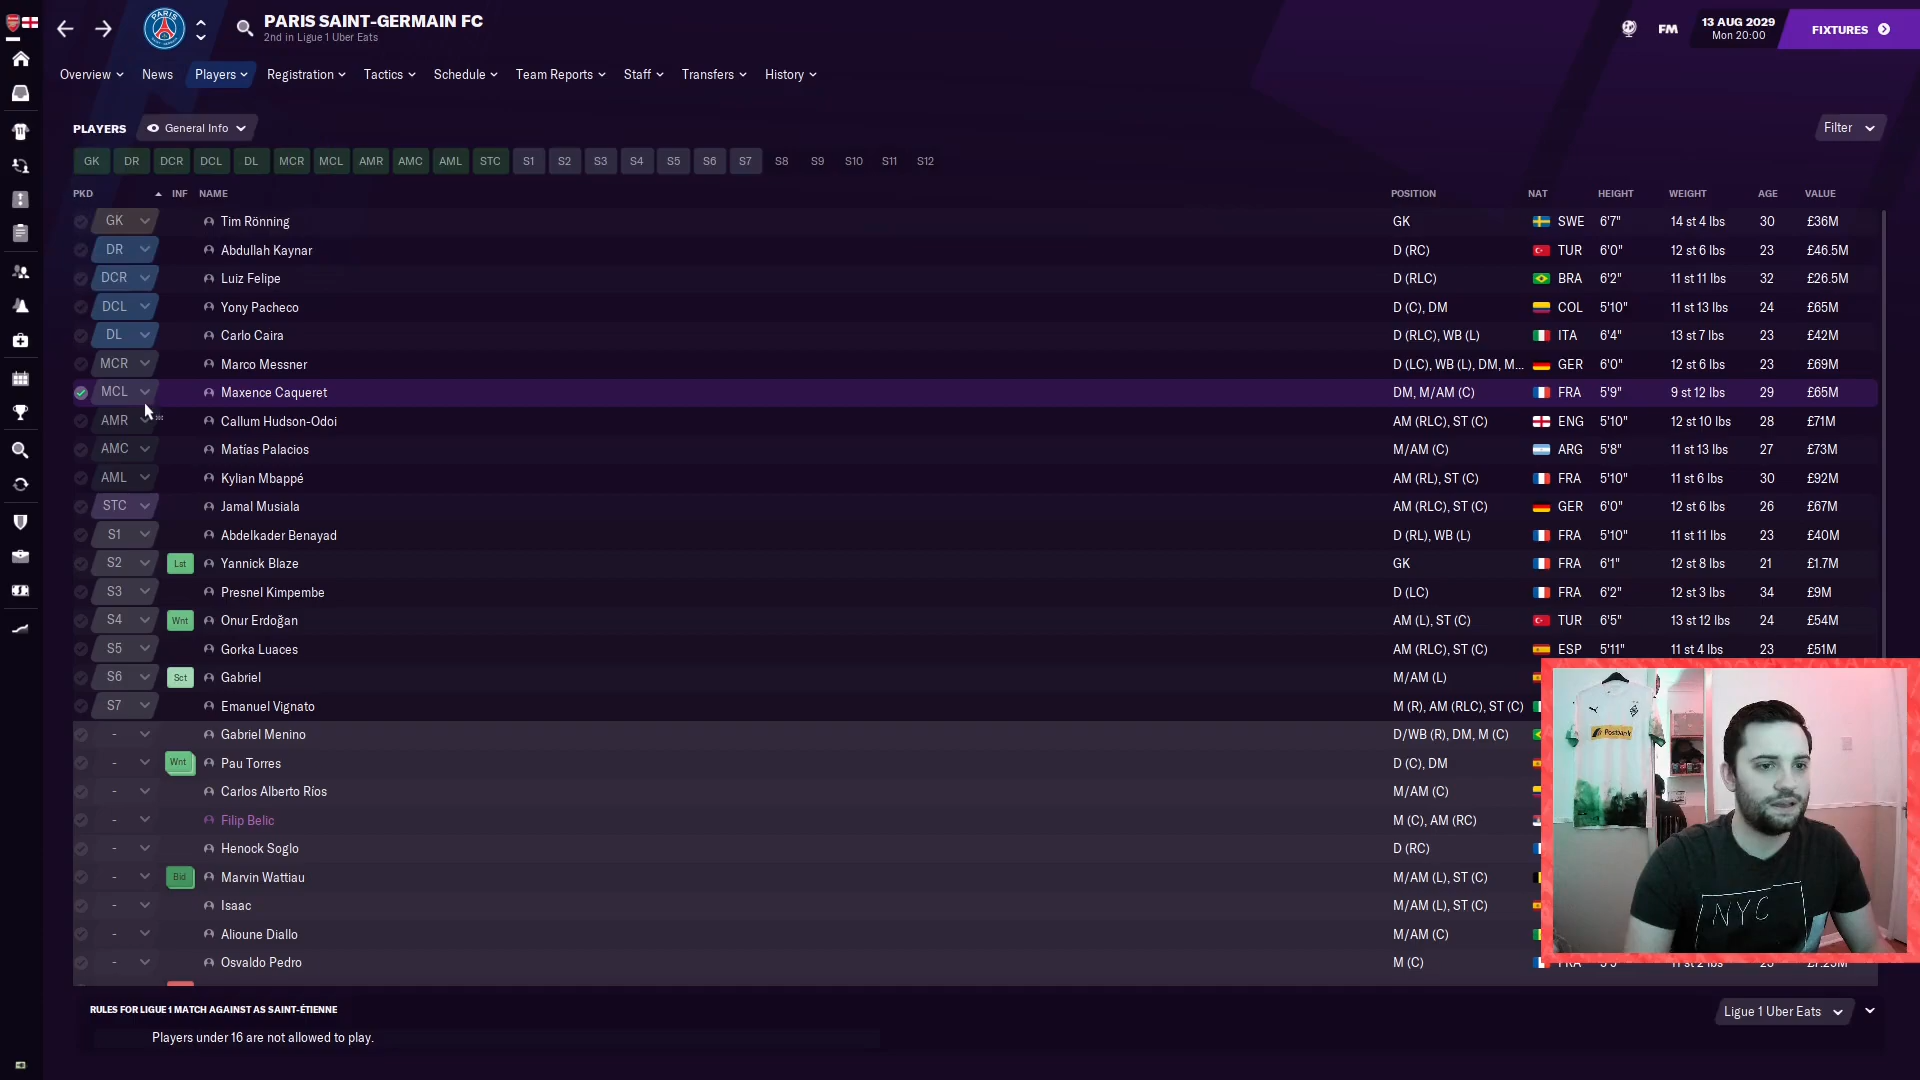 PARIS SAINT-GERMAIN FC
2nd in Ligue 1 Uber Eats
FM
13 AUG 2029
Mon 20:00
FIXTURES
Overview News Players Registration Tactics Schedule Team Reports Staff Transfers History
PLAYERS General Info Filter
GK DR DCR DCL DL MCR MCL AMR AMC AML STC S1 S2 S3 S4 S5 S6 S7 S8 S9 S10 S11 S12
PKD INF NAME POSITION NAT HEIGHT WEIGHT AGE VALUE
GK Tim Rönning GK SWE 6'7" 14 st 4 lbs 30 £36M
DR Abdullah Kaynar D (RC) TUR 6'0" 12 st 6 lbs 23 £46.5M
DCR Luiz Felipe D (RLC) BRA 6'2" 11 st 11 lbs 32 £26.5M
DCL Yony Pacheco D (C), DM COL 5'10" 11 st 13 lbs 24 £65M
DL Carlo Caira D (RLC), WB (L) ITA 6'4" 13 st 7 lbs 23 £42M
MCR Marco Messner D (LC), WB (L), DM, M... GER 6'0" 12 st 6 lbs 23 £69M
MCL Maxence Caqueret DM, M/AM (C) FRA 5'9" 9 st 12 lbs 29 £65M
AMR Callum Hudson-Odoi AM (RLC), ST (C) ENG 5'10" 12 st 10 lbs 28 £71M
AMC Matías Palacios M/AM (C) ARG 5'8" 11 st 13 lbs 27 £73M
AML Kylian Mbappé AM (RL), ST (C) FRA 5'10" 11 st 6 lbs 30 £92M
STC Jamal Musiala AM (RLC), ST (C) GER 6'0" 12 st 6 lbs 26 £67M
S1 Abdelkader Benayad D (RL), WB (L) FRA 5'10" 11 st 11 lbs 23 £40M
S2 Lst Yannick Blaze GK FRA 6'1" 12 st 8 lbs 21 £1.7M
S3 Presnel Kimpembe D (LC) FRA 6'2" 12 st 3 lbs 34 £9M
S4 Wnt Onur Erdoğan AM (L), ST (C) TUR 6'5" 13 st 12 lbs 24 £54M
S5 Gorka Luaces AM (RLC), ST (C) ESP 5'11" 11 st 4 lbs 23 £51M
S6 Sct Gabriel M/AM (L)
S7 Emanuel Vignato M (R), AM (RLC), ST (C)
- Gabriel Menino D/WB (R), DM, M (C)
- Wnt Pau Torres D (C), DM
- Carlos Alberto Ríos M/AM (C)
- Filip Belic M (C), AM (RC)
- Henock Soglo D (RC)
- Bid Marvin Wattiau M/AM (L), ST (C)
- Isaac M/AM (L), ST (C)
- Alioune Diallo M/AM (C)
- Osvaldo Pedro M (C)
Postbank
NYC
RULES FOR LIGUE 1 MATCH AGAINST AS SAINT-ÉTIENNE
Ligue 1 Uber Eats
Players under 16 are not allowed to play.